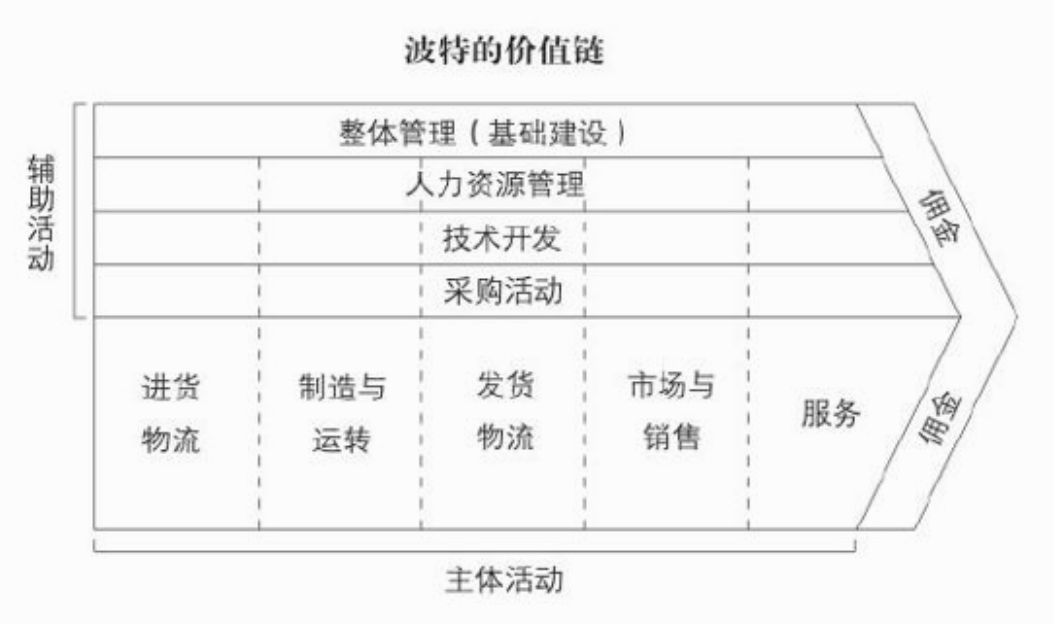 波特的价值链
辅助活动
整体管理（基础建设）
人力资源管理
技术开发
采购活动
佣金
进货
物流
制造与
运转
发货
物流
市场与
销售
服务
佣金
主体活动